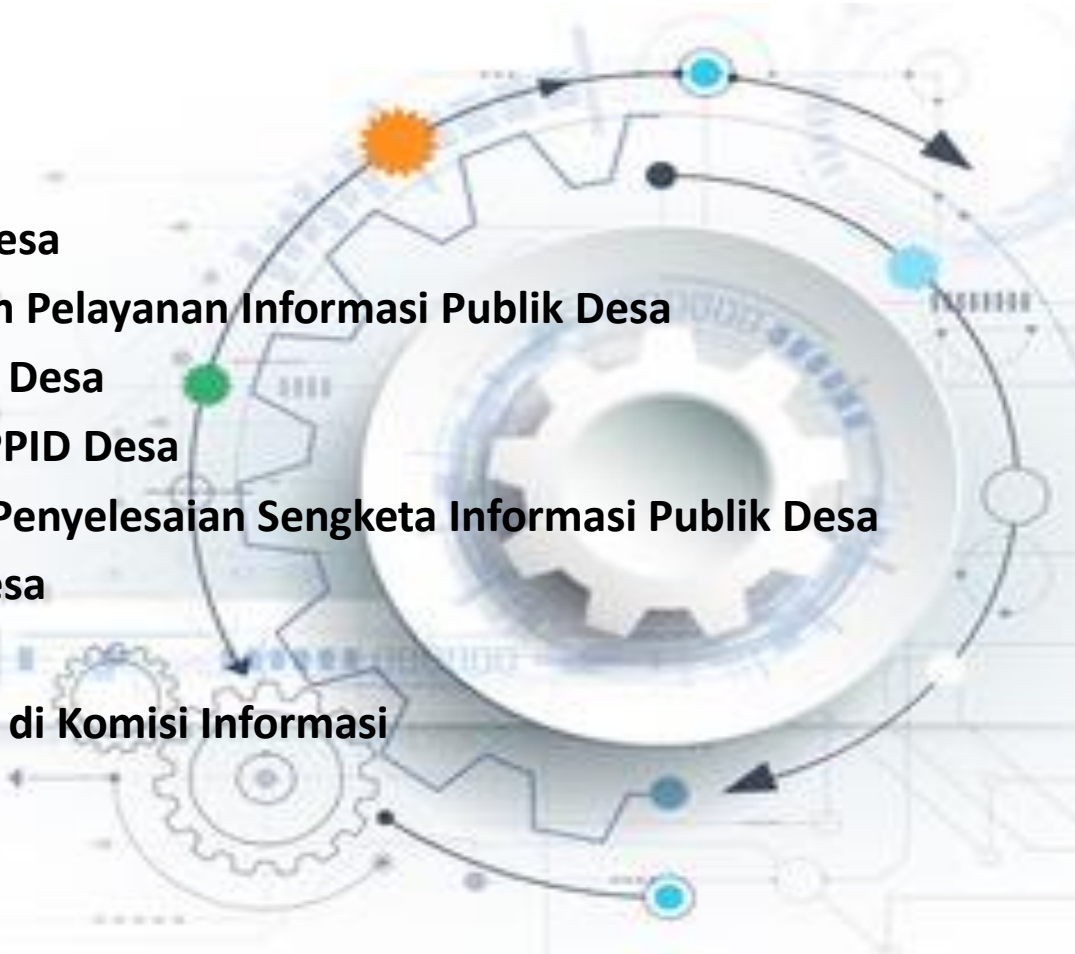 esa
n Pelayanan Informasi Publik Desa
Desa
PPID Desa
Penyelesaian Sengketa Informasi Publik Desa
esa
di Komisi Informasi